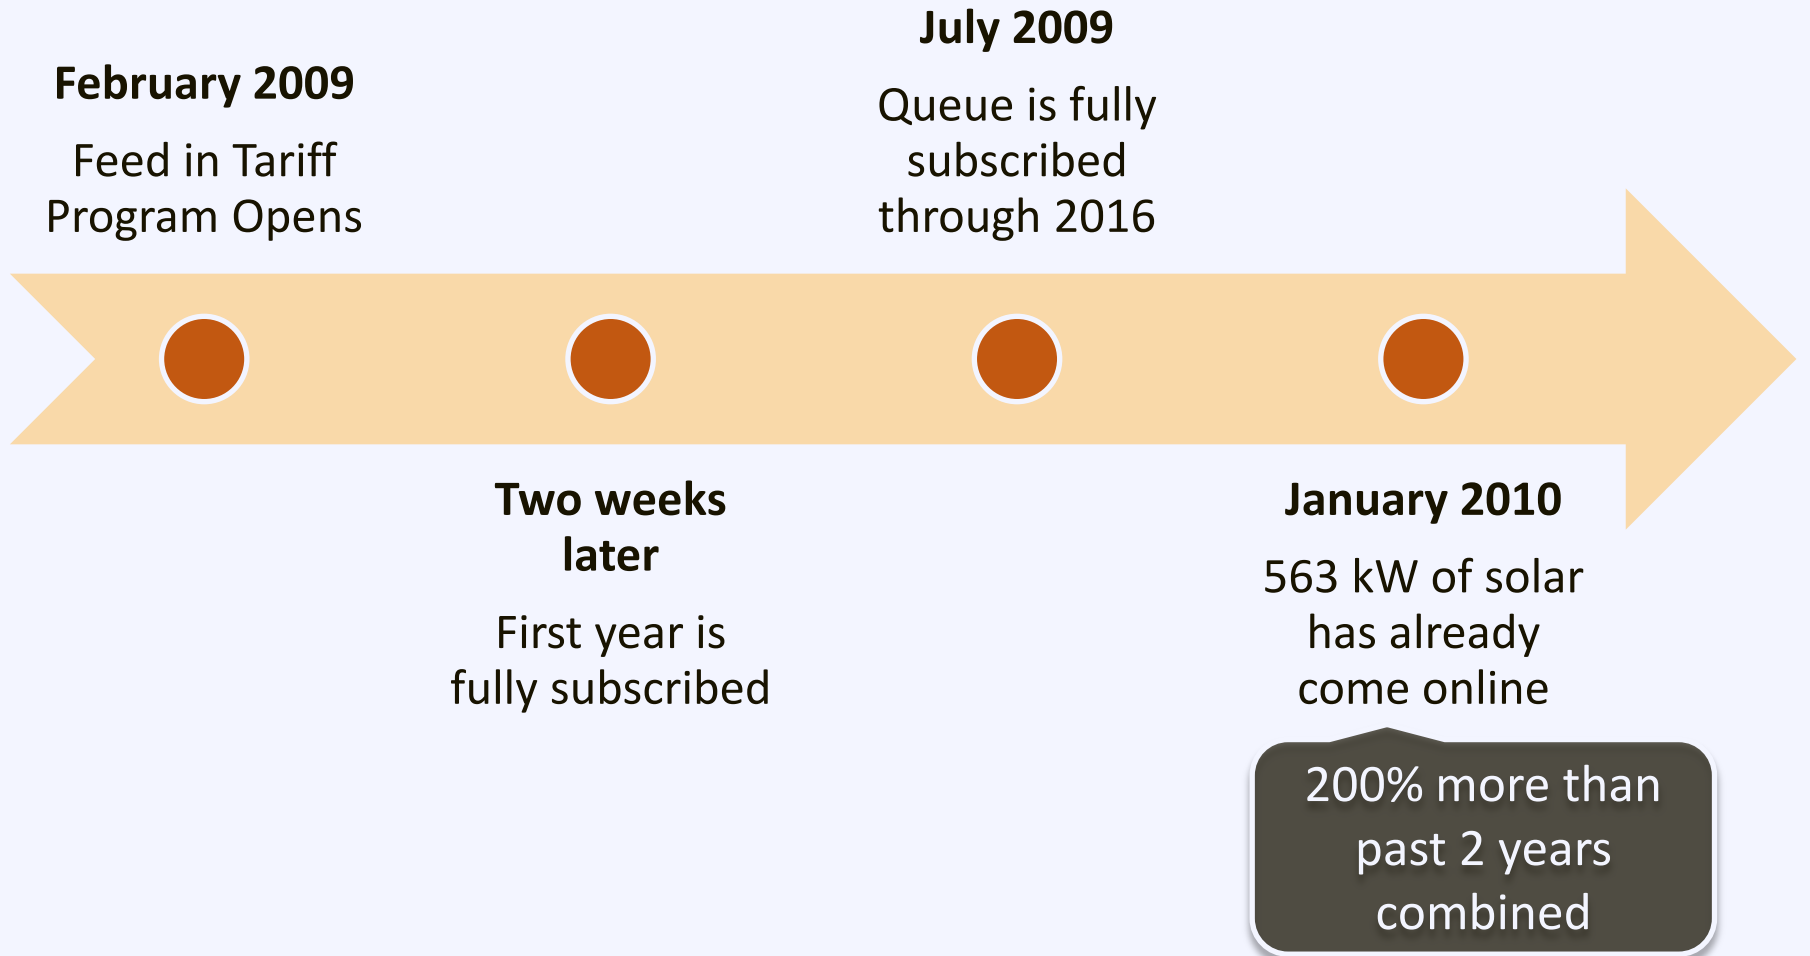 February 2009
Feed in Tariff
Program Opens
Two weeks
later
First year is
fully subscribed
July 2009
Queue is fully
subscribed
through 2016
January 2010
563 kW of solar
has already
come online
200% more than
past 2 years
combined